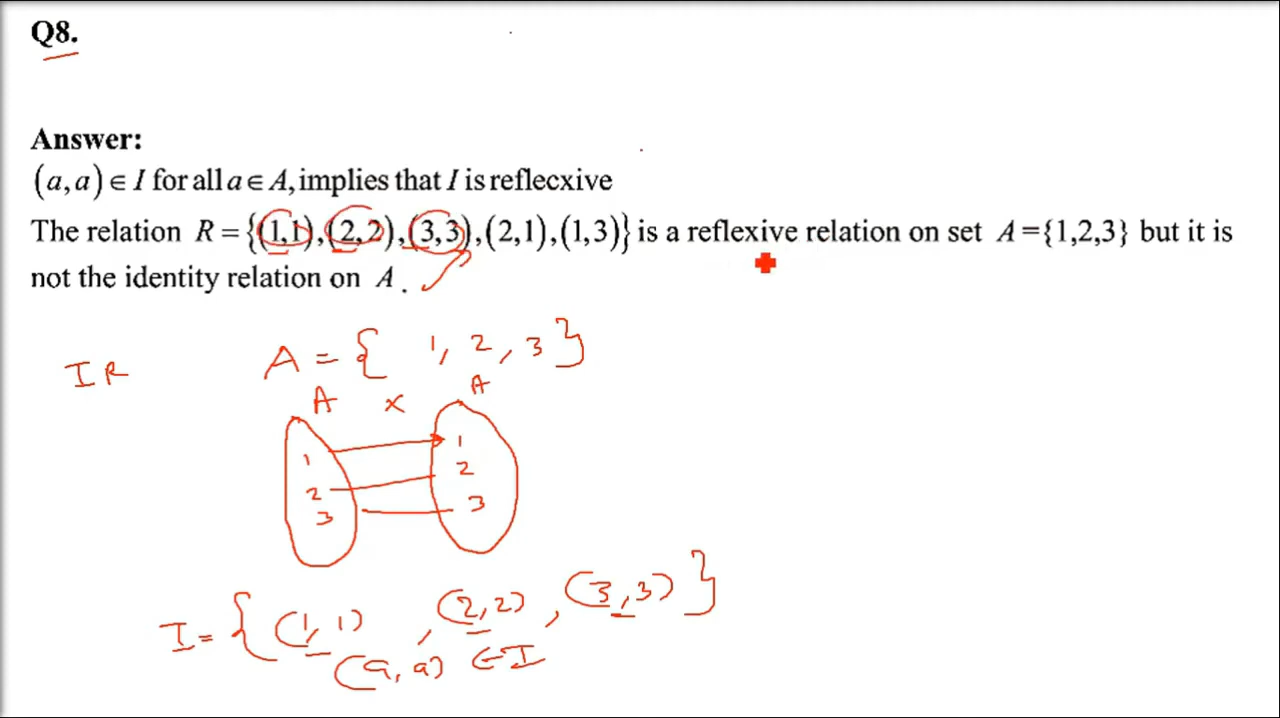 Q8.
Answer:
(a,a)∈I for all a∈A, implies that I is reflecxive
The relation R={(1,1),(2,2),(3,3),(2,1),(1,3)} is a reflexive relation on set A={1,2,3} but it is
not the identity relation on A.
IR A = { 1, 2, 3 }
A × A
1 1
2 2
3 3
I = { (1, 1) , (2,2) , (3,3) }
(a, a) ∈ I